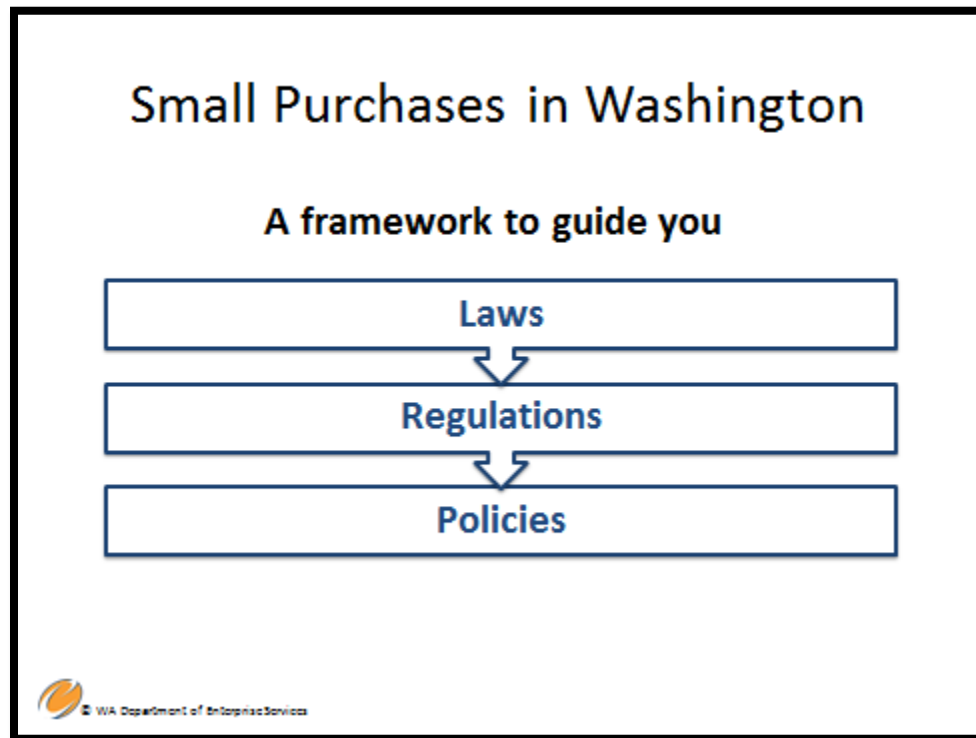 Small Purchases in Washington
A framework to guide you
Laws
Regulations
Policies
© WA Department of Enterprise Services